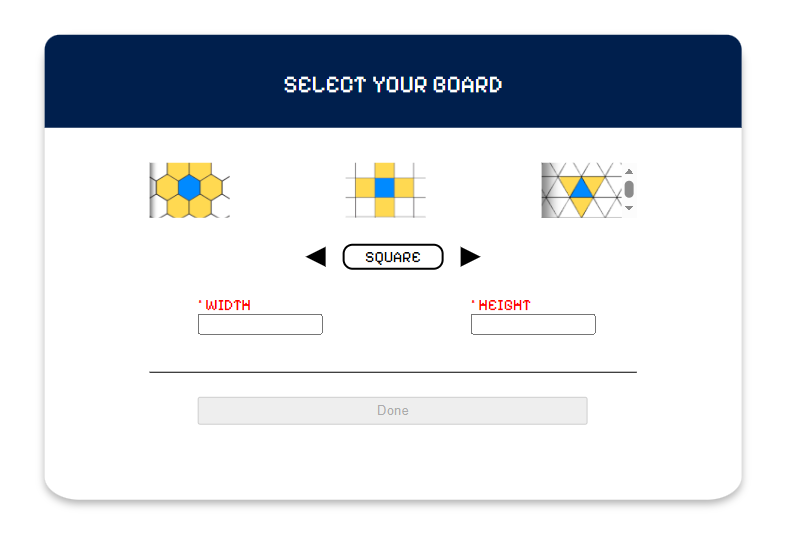 SELECT YOUR BOARD
SQUARE
* WIDTH
* HEIGHT
Done